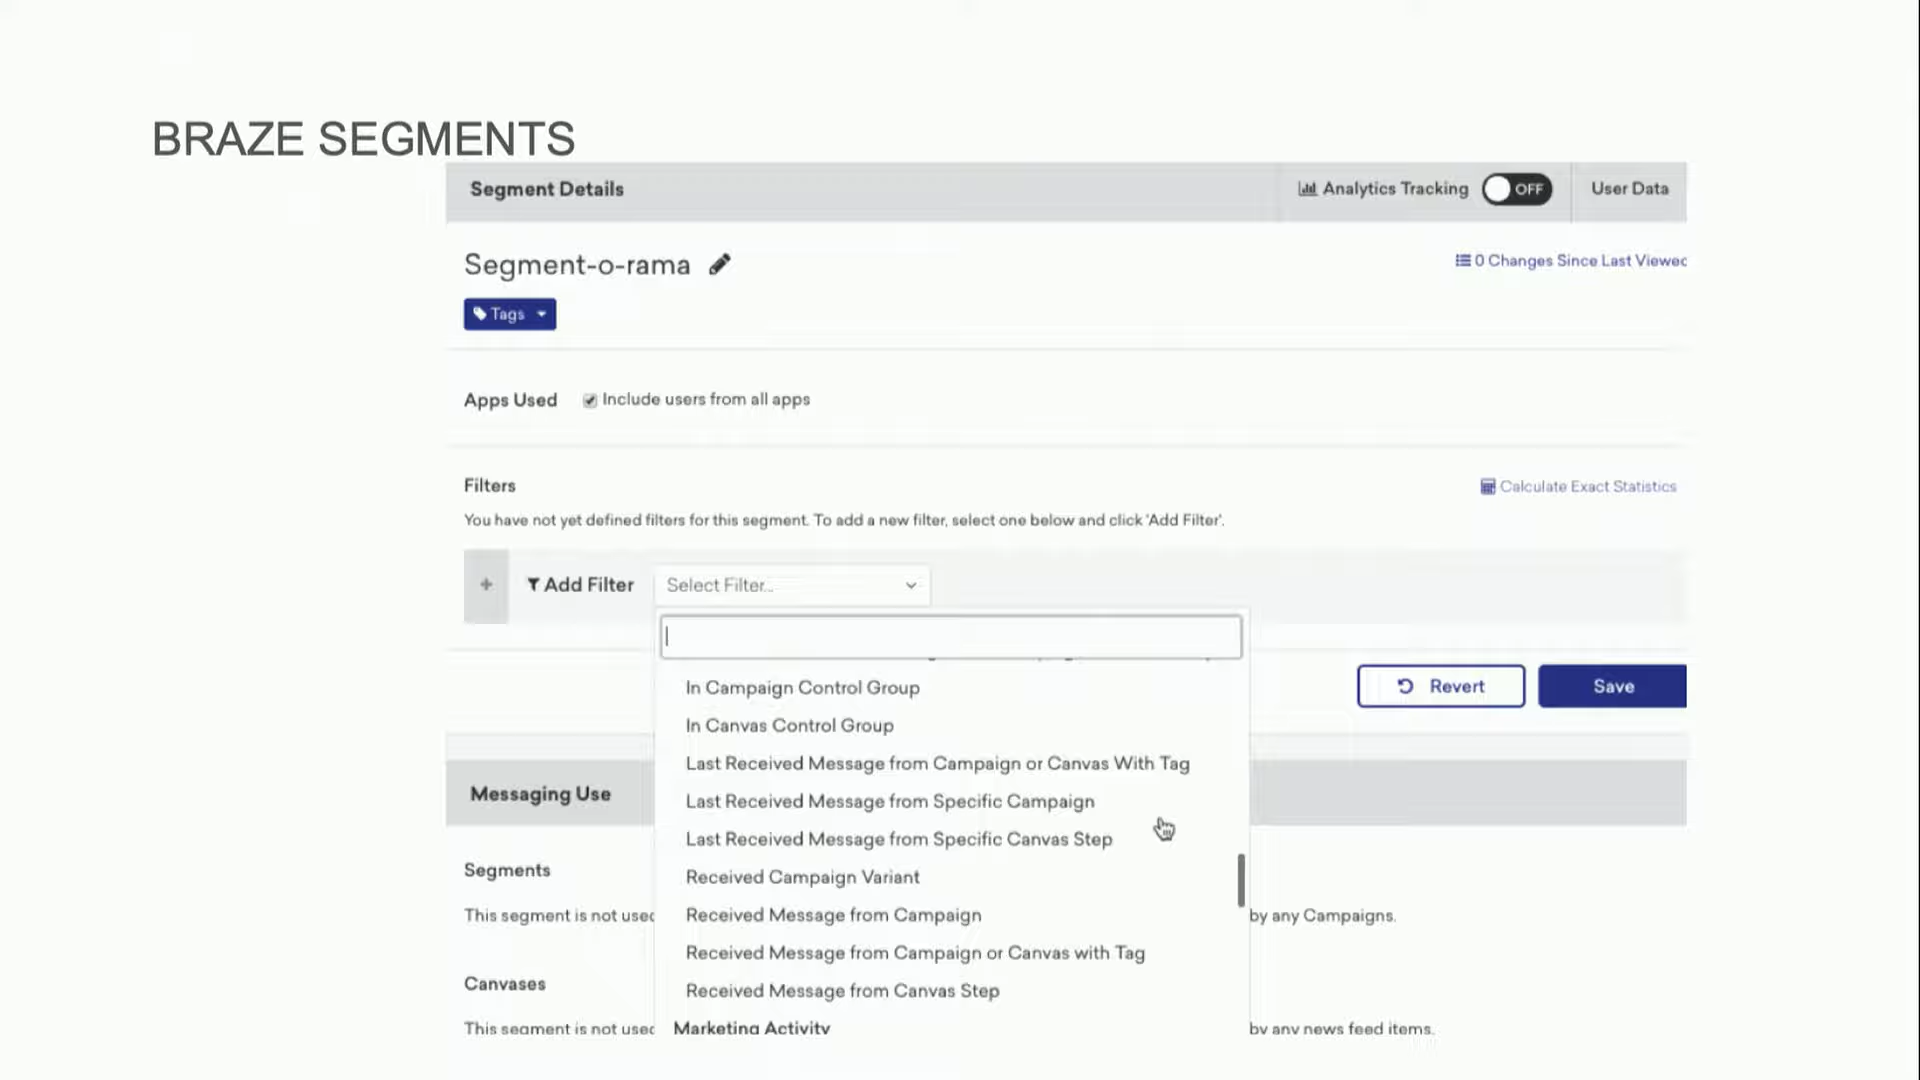 BRAZE SEGMENTS
Segment Details
Analytics Tracking
OFF
User Data
Segment-o-rama
0 Changes Since Last Viewed
Tags
Apps Used
Include users from all apps
Filters
Calculate Exact Statistics
You have not yet defined filters for this segment. To add a new filter, select one below and click 'Add Filter'.
+ Add Filter
Select Filter...
In Campaign Control Group
In Canvas Control Group
Last Received Message from Campaign or Canvas With Tag
Last Received Message from Specific Campaign
Last Received Message from Specific Canvas Step
Received Campaign Variant
Received Message from Campaign
Received Message from Campaign or Canvas with Tag
Received Message from Canvas Step
Marketing Activity
Revert
Save
Messaging Use
Segments
This segment is not used
by any Campaigns.
Canvases
This segment is not used
by any news feed items.